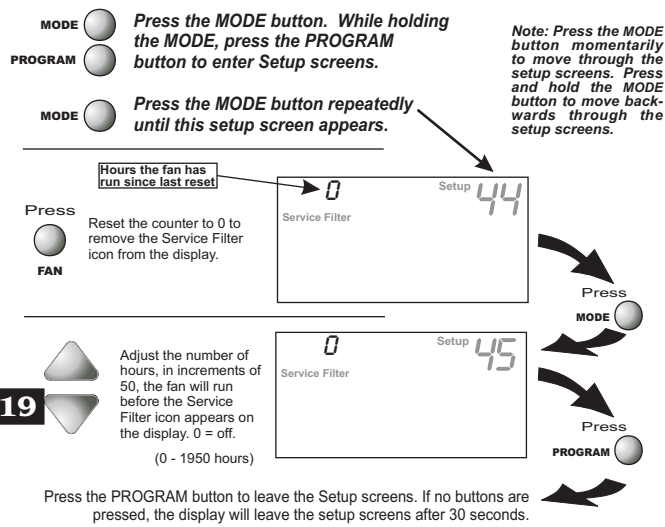 MODE
PROGRAM
Press the MODE button. While holding
the MODE, press the PROGRAM
button to enter Setup screens.
Note: Press the MODE
button momentarily
to move through the
setup screens. Press
and hold the MODE
button to move back-
wards through the
setup screens.
MODE
Press the MODE button repeatedly
until this setup screen appears.
Hours the fan has
run since last reset
Press
FAN
Reset the counter to 0 to
remove the Service Filter
icon from the display.
0
Service Filter
Setup 44
Press
MODE
19
Adjust the number of
hours, in increments of
50, the fan will run
before the Service
Filter icon appears on
the display. 0 = off.
(0 - 1950 hours)
0
Service Filter
Setup 45
Press
PROGRAM
Press the PROGRAM button to leave the Setup screens. If no buttons are
pressed, the display will leave the setup screens after 30 seconds.